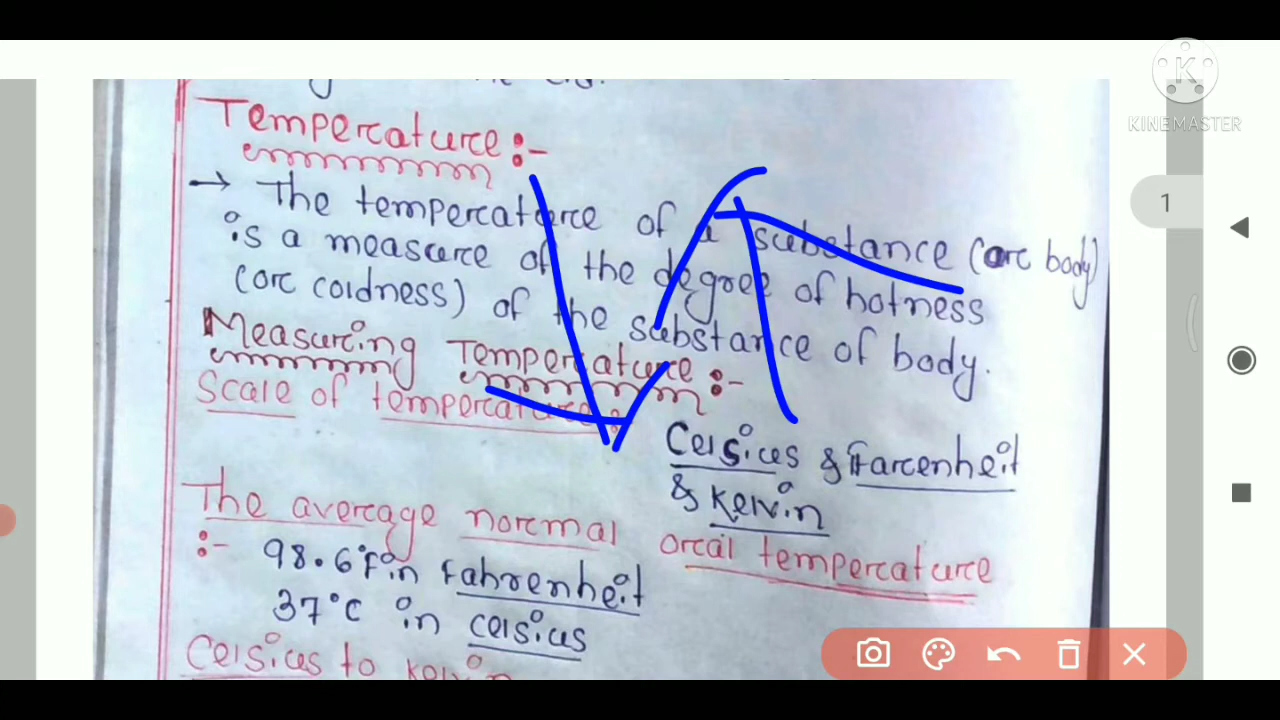 KINEMASTER
1
Temperature :-
→ The temperature of a substance (or body)
is a measure of the degree of hotness
(or coldness) of the substance of body.
Measuring Temperature :-
Scale of temperature :
Celsius & Farenheit
& Kelvin
The average normal oral temperature
:- 98.6°F in fahrenheit
37°C in celsius
Celsius to Kelvin